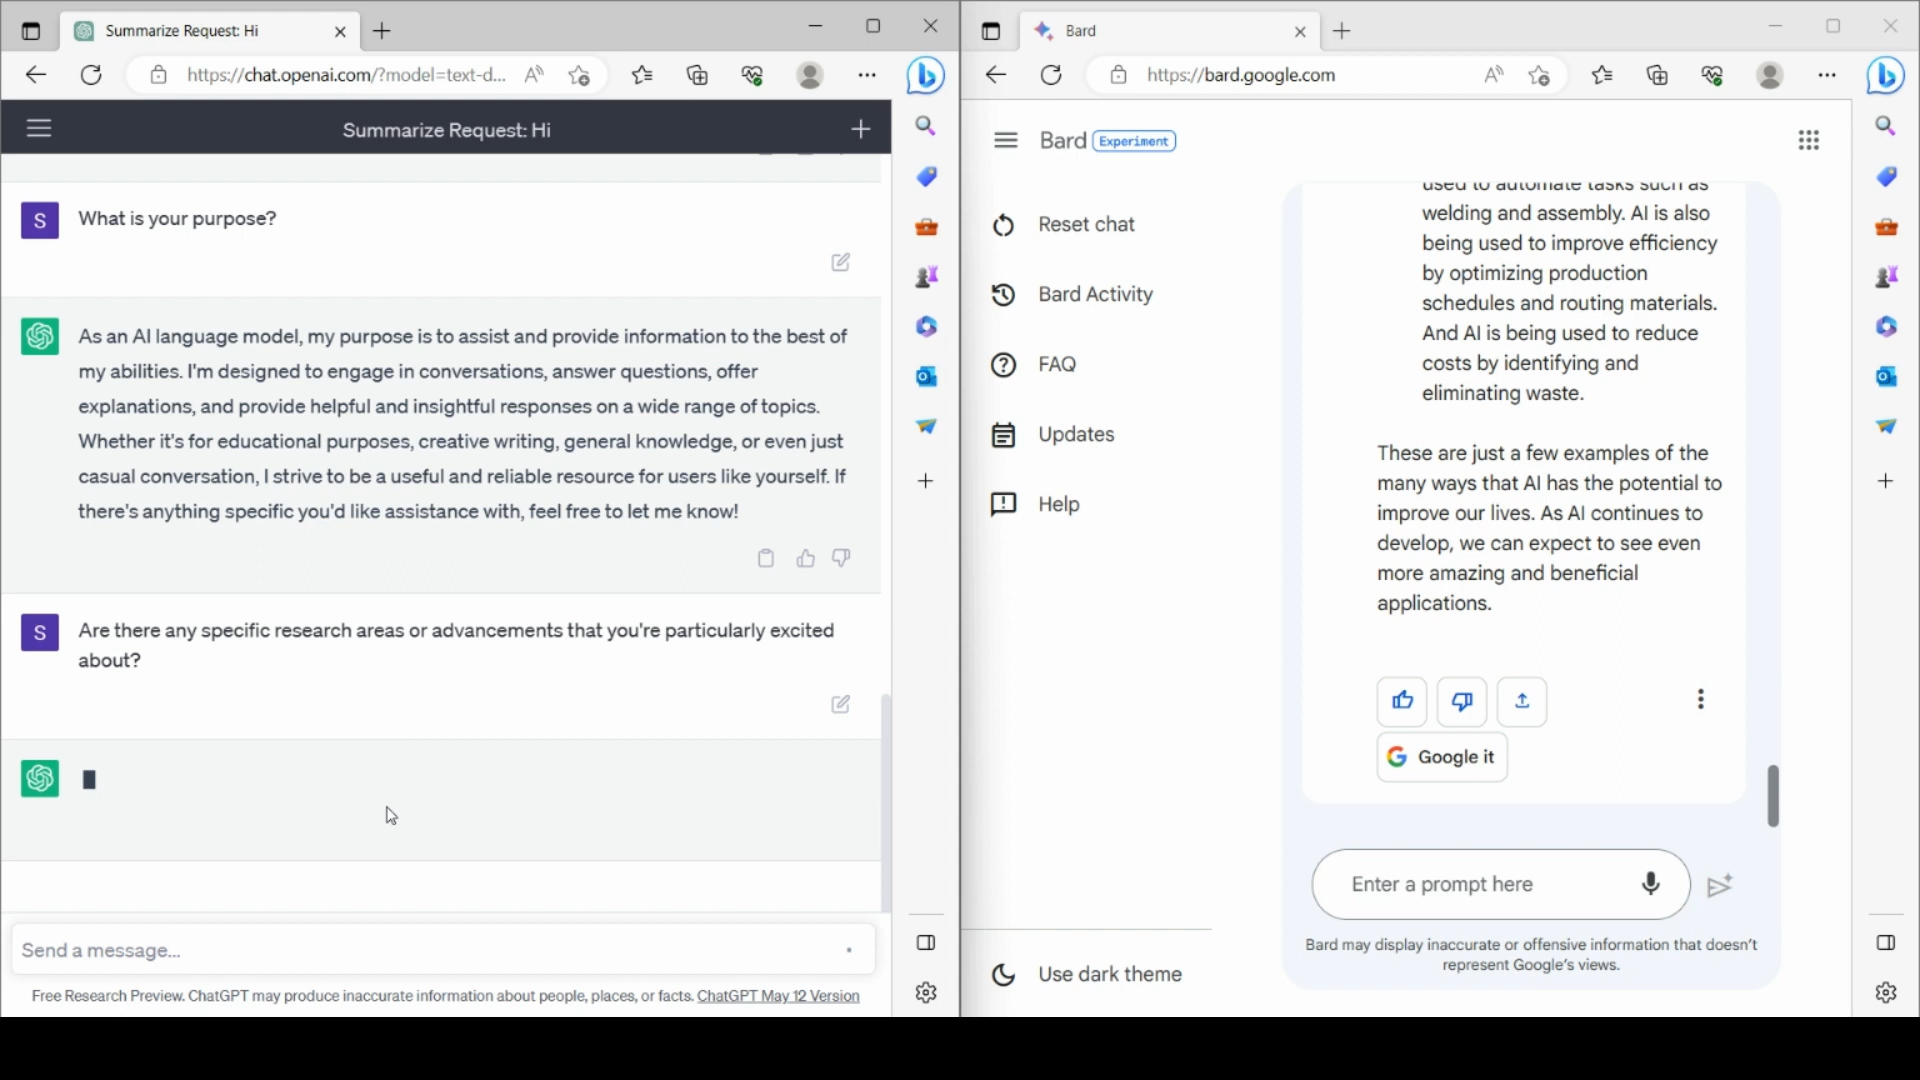 Summarize Request: Hi
https://chat.openai.com/?model=text-d...
Summarize Request: Hi
S
What is your purpose?
As an AI language model, my purpose is to assist and provide information to the best of
my abilities. I'm designed to engage in conversations, answer questions, offer
explanations, and provide helpful and insightful responses on a wide range of topics.
Whether it's for educational purposes, creative writing, general knowledge, or even just
casual conversation, I strive to be a useful and reliable resource for users like yourself. If
there's anything specific you'd like assistance with, feel free to let me know!
S
Are there any specific research areas or advancements that you're particularly excited
about?
Send a message...
Free Research Preview. ChatGPT may produce inaccurate information about people, places, or facts. ChatGPT May 12 Version
Bard
https://bard.google.com
Bard Experiment
Reset chat
Bard Activity
FAQ
Updates
Help
Use dark theme
used to automate tasks such as
welding and assembly. AI is also
being used to improve efficiency
by optimizing production
schedules and routing materials.
And AI is being used to reduce
costs by identifying and
eliminating waste.
These are just a few examples of the
many ways that AI has the potential to
improve our lives. As AI continues to
develop, we can expect to see even
more amazing and beneficial
applications.
Google it
Enter a prompt here
Bard may display inaccurate or offensive information that doesn't
represent Google's views.